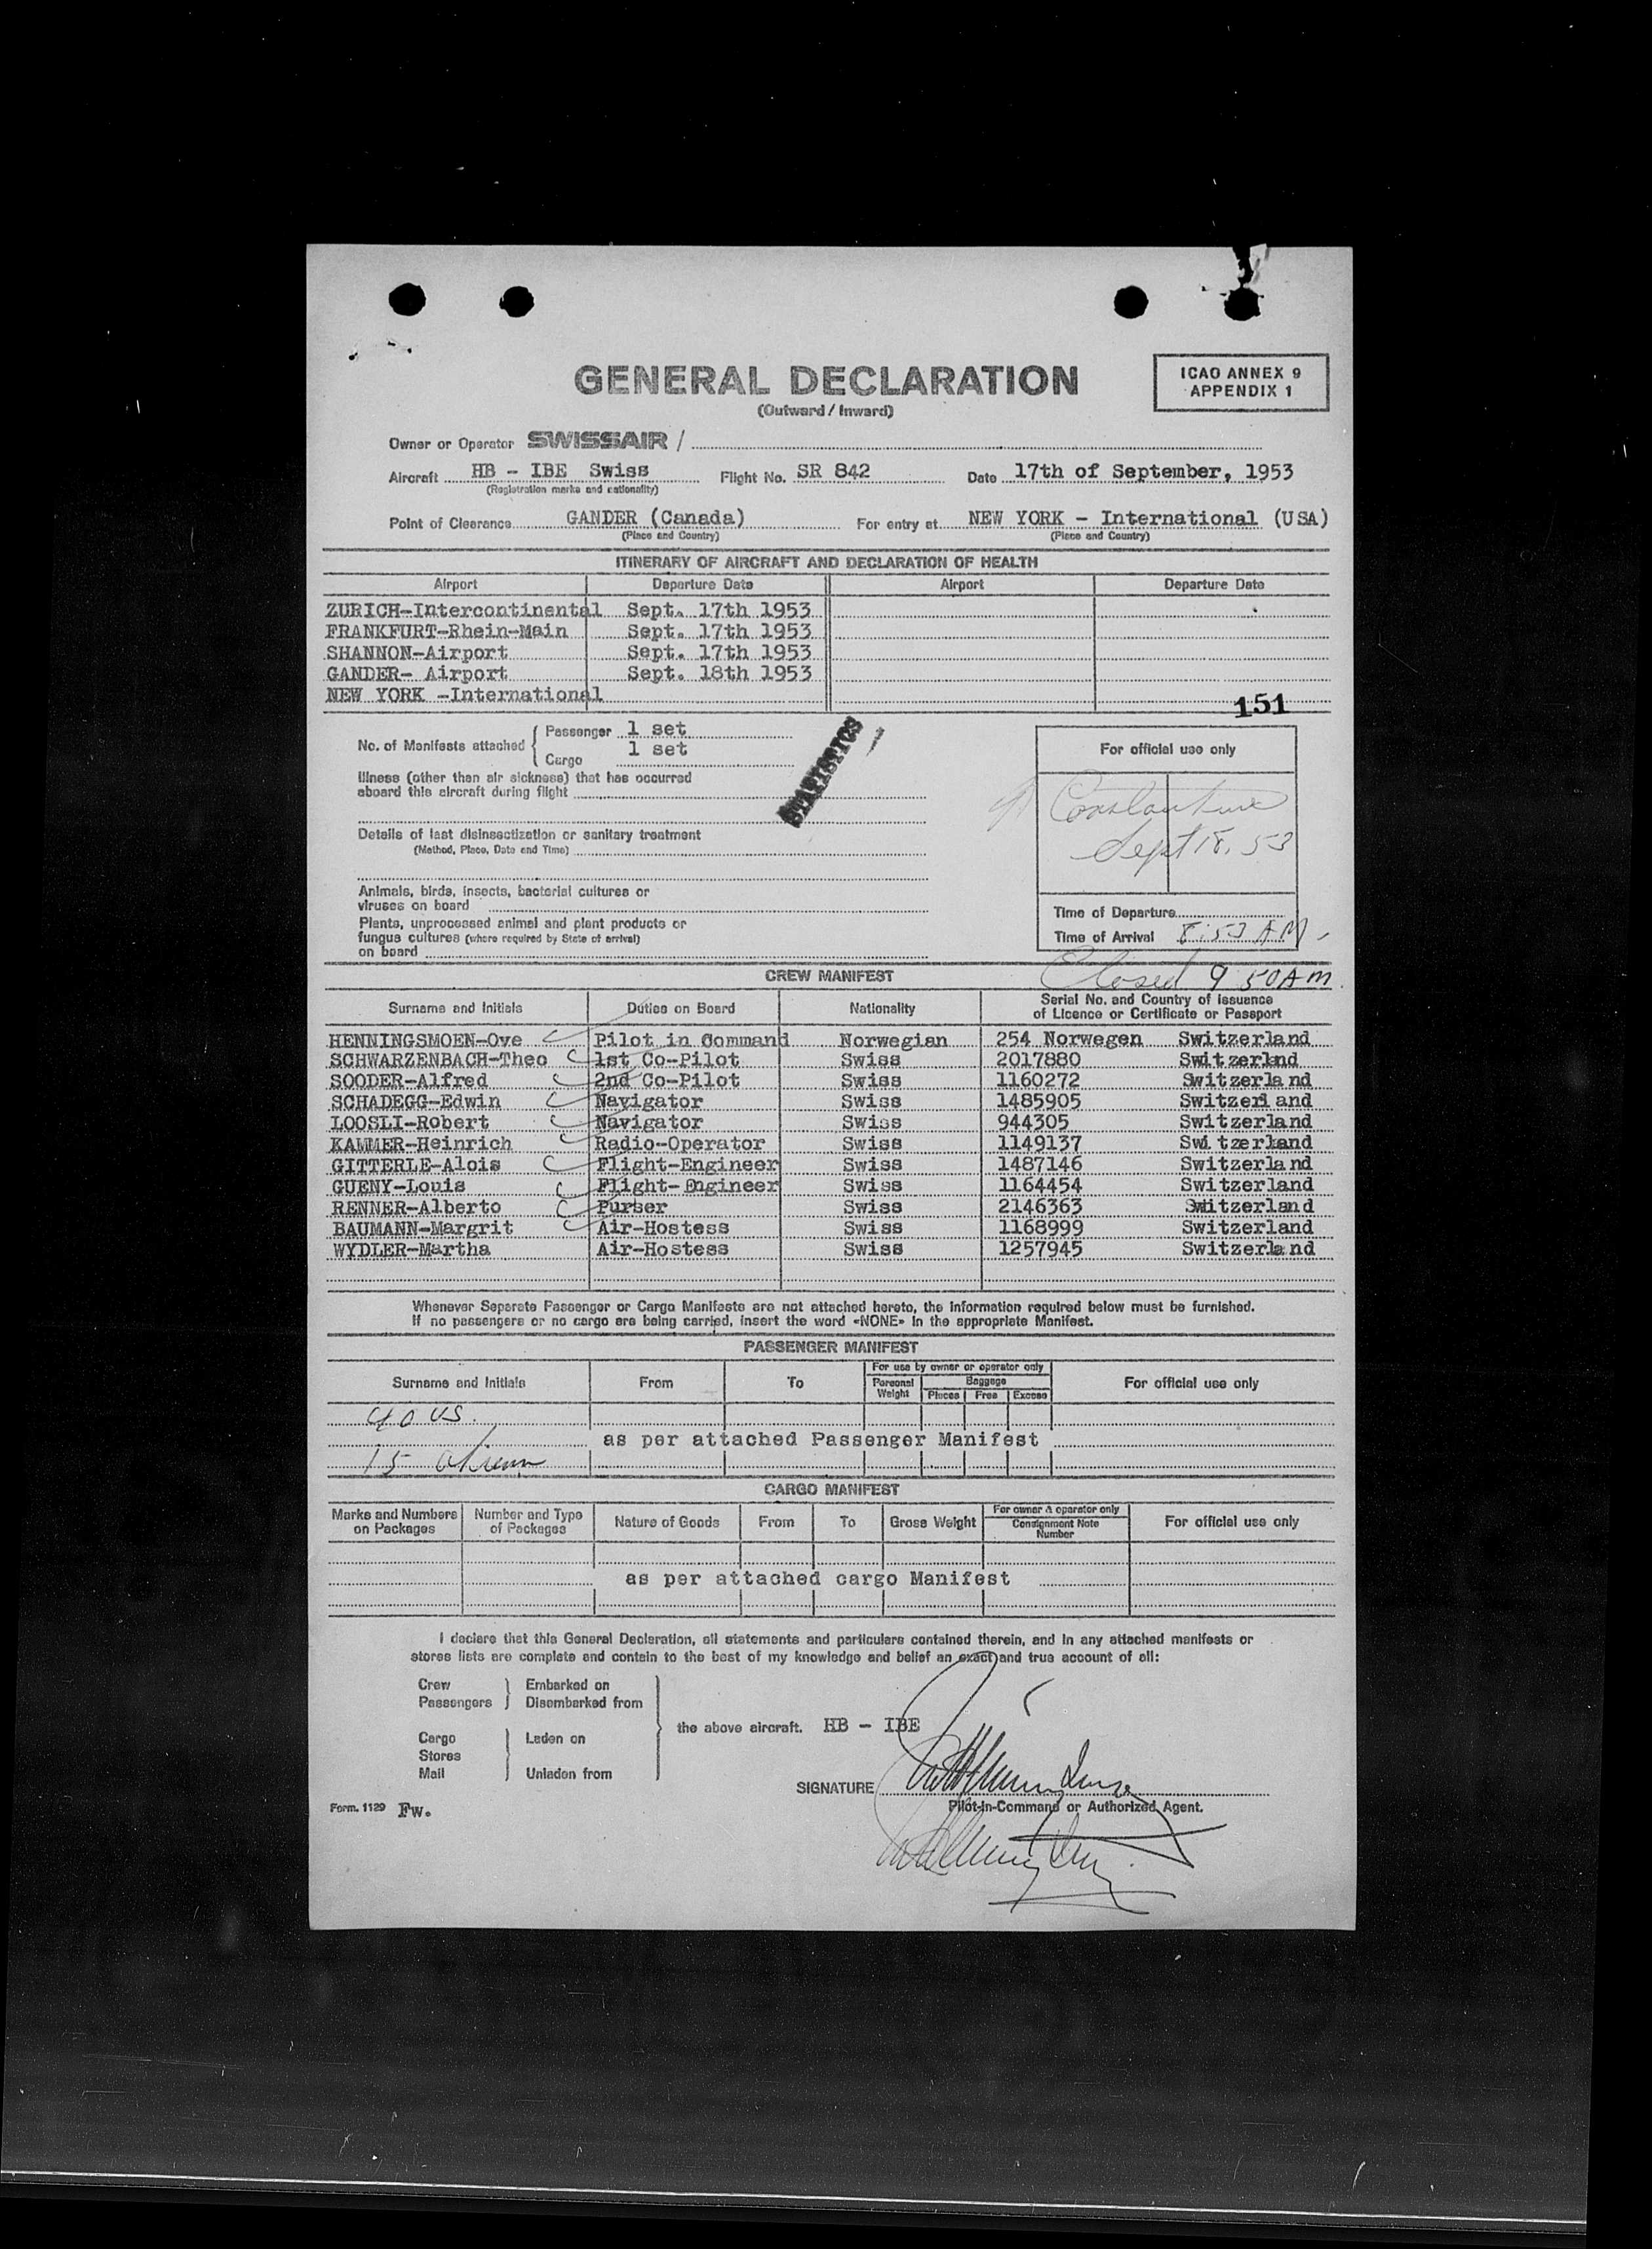 GENERAL DECLARATION
(Outward / Inward)
ICAO ANNEX 9
APPENDIX 1
Owner or Operator SWISSAIR /
Aircraft HB - IBE Swiss Flight No. SR 842 Date 17th of September, 1953
(Registration marks and nationality)
Point of Clearance GANDER (Canada) For entry at NEW YORK - International (USA)
(Place and Country) (Place and Country)
ITINERARY OF AIRCRAFT AND DECLARATION OF HEALTH
Airport Departure Date Airport Departure Date
ZURICH-Intercontinental Sept. 17th 1953
FRANKFURT-Rhein-Main Sept. 17th 1953
SHANNON-Airport Sept. 17th 1953
GANDER- Airport Sept. 18th 1953
NEW YORK -International
151
No. of Manifests attached { Passenger 1 set
Cargo 1 set
STATISTICS
Illness (other than air sickness) that has occurred
aboard this aircraft during flight
Details of last disinsectization or sanitary treatment
(Method, Place, Date and Time)
Animals, birds, insects, bacterial cultures or
viruses on board
Plants, unprocessed animal and plant products or
fungus cultures (where required by State of arrival)
on board
For official use only
Constantine
Sept 18, 53
Time of Departure
Time of Arrival 8:53 AM
Closed 9 50 AM
CREW MANIFEST
Surname and Initials Duties on Board Nationality Serial No. and Country of issuance
of Licence or Certificate or Passport
HENNINGSMOEN-Ove Pilot in Command Norwegian 254 Norwegen Switzerland
SCHWARZENBACH-Theo 1st Co-Pilot Swiss 2017880 Switzerland
SOODER-Alfred 2nd Co-Pilot Swiss 1160272 Switzerland
SCHADEGG-Edwin Navigator Swiss 1485905 Switzerland
LOOSLI-Robert Navigator Swiss 944305 Switzerland
KAMMER-Heinrich Radio-Operator Swiss 1149137 Switzerland
GITTERLE-Alois Flight-Engineer Swiss 1487146 Switzerland
GUENY-Louis Flight-Engineer Swiss 1164454 Switzerland
RENNER-Alberto Purser Swiss 2146363 Switzerland
BAUMANN-Margrit Air-Hostess Swiss 1168999 Switzerland
WYDLER-Martha Air-Hostess Swiss 1257945 Switzerland
Whenever Separate Passenger or Cargo Manifests are not attached hereto, the information required below must be furnished.
If no passengers or no cargo are being carried, insert the word «NONE» in the appropriate Manifest.
PASSENGER MANIFEST
Surname and Initials From To For use by owner or operator only For official use only
Personal Weight Baggage
Pieces Free Excess
40 US.
as per attached Passenger Manifest
15
CARGO MANIFEST
Marks and Numbers on Packages Number and Type of Packages Nature of Goods From To Gross Weight For owner & operator only For official use only
Consignment Note Number
as per attached cargo Manifest
I declare that this General Declaration, all statements and particulars contained therein, and in any attached manifests or
stores lists are complete and contain to the best of my knowledge and belief an exact and true account of all:
Crew Embarked on
Passengers Disembarked from
the above aircraft. HB - IBE
Cargo Laden on
Stores
Mail Unladen from
SIGNATURE
Pilot-in-Command or Authorized Agent.
Form. 1129 Fw.